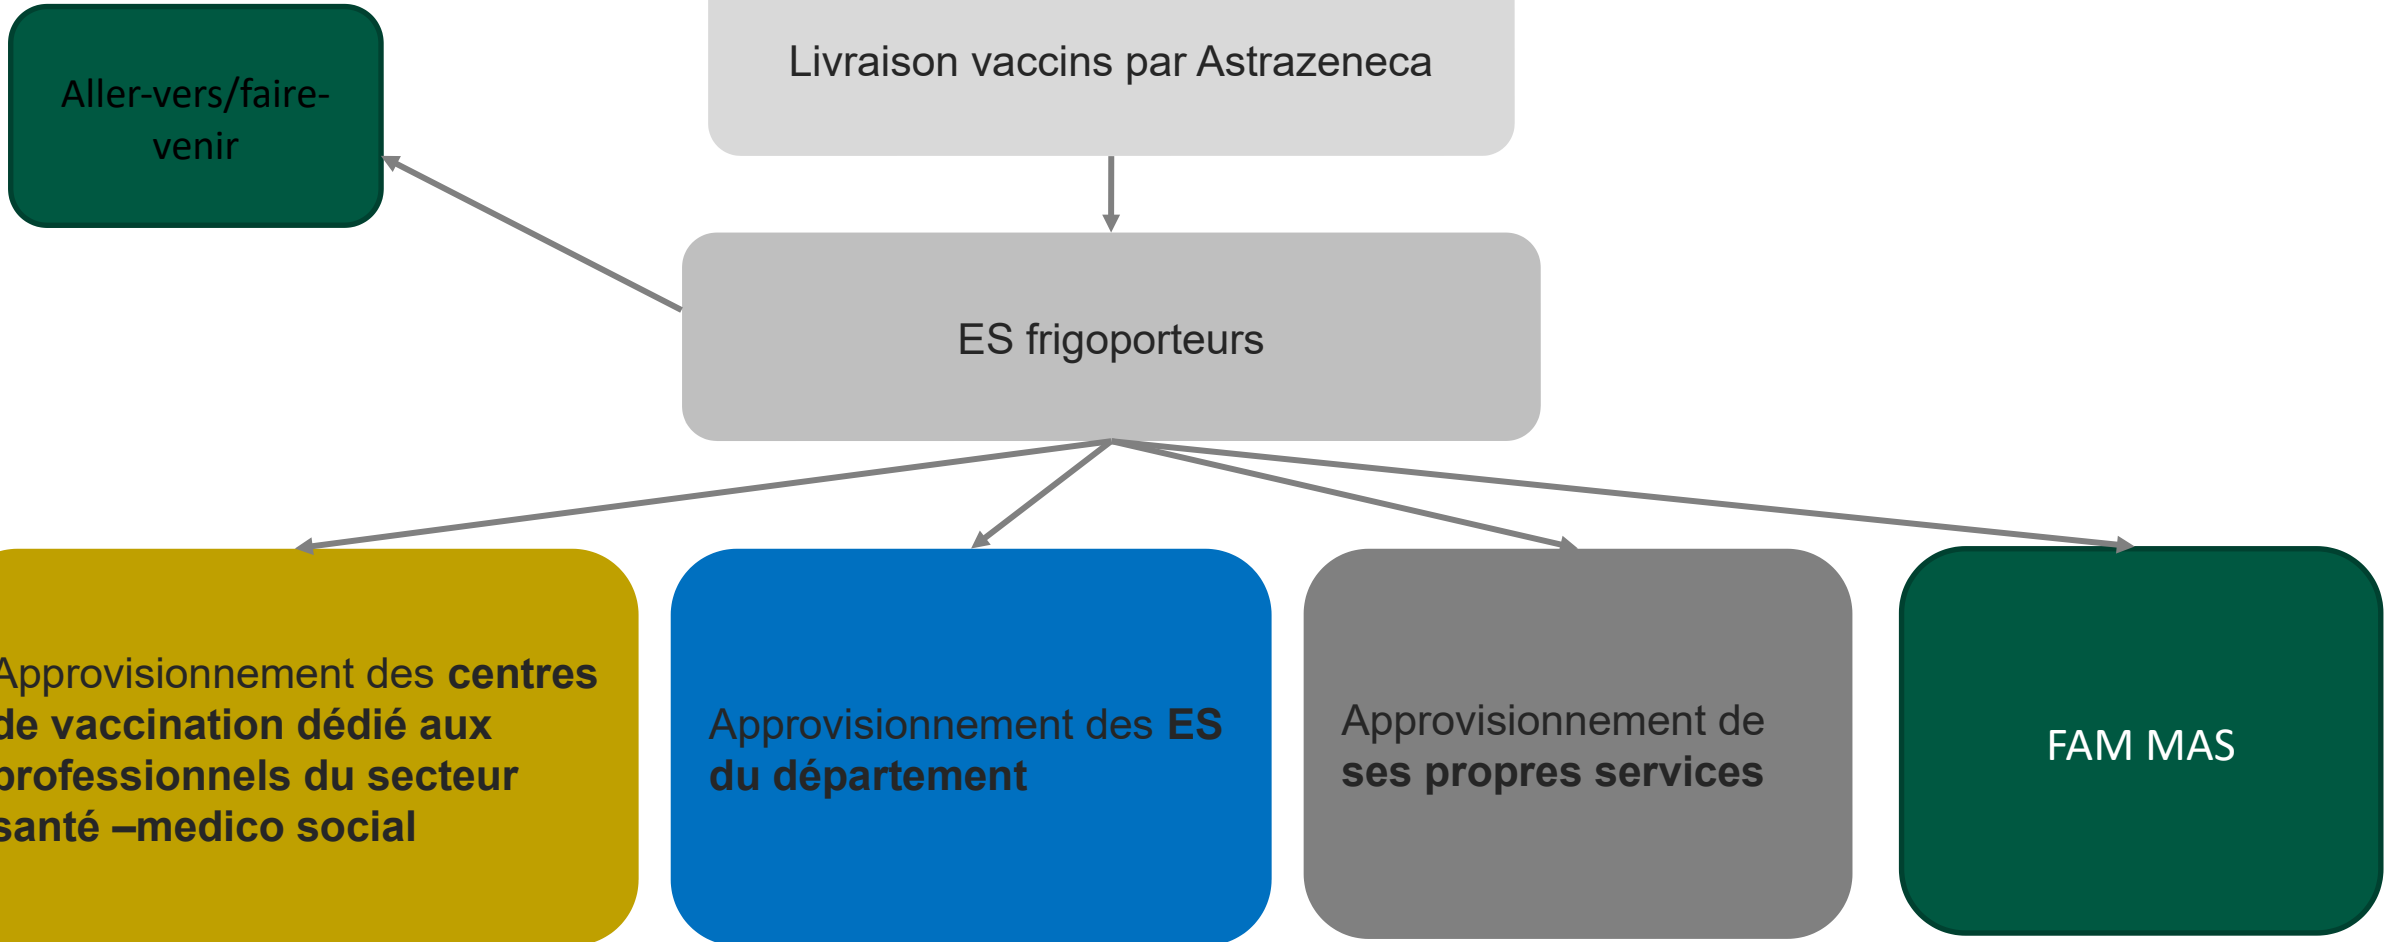 Livraison vaccins par Astrazeneca
Aller-vers/faire-
venir
ES frigoporteurs
Approvisionnement des centres
de vaccination dédié aux
professionnels du secteur
santé –medico social
Approvisionnement des ES
du département
Approvisionnement de
ses propres services
FAM MAS